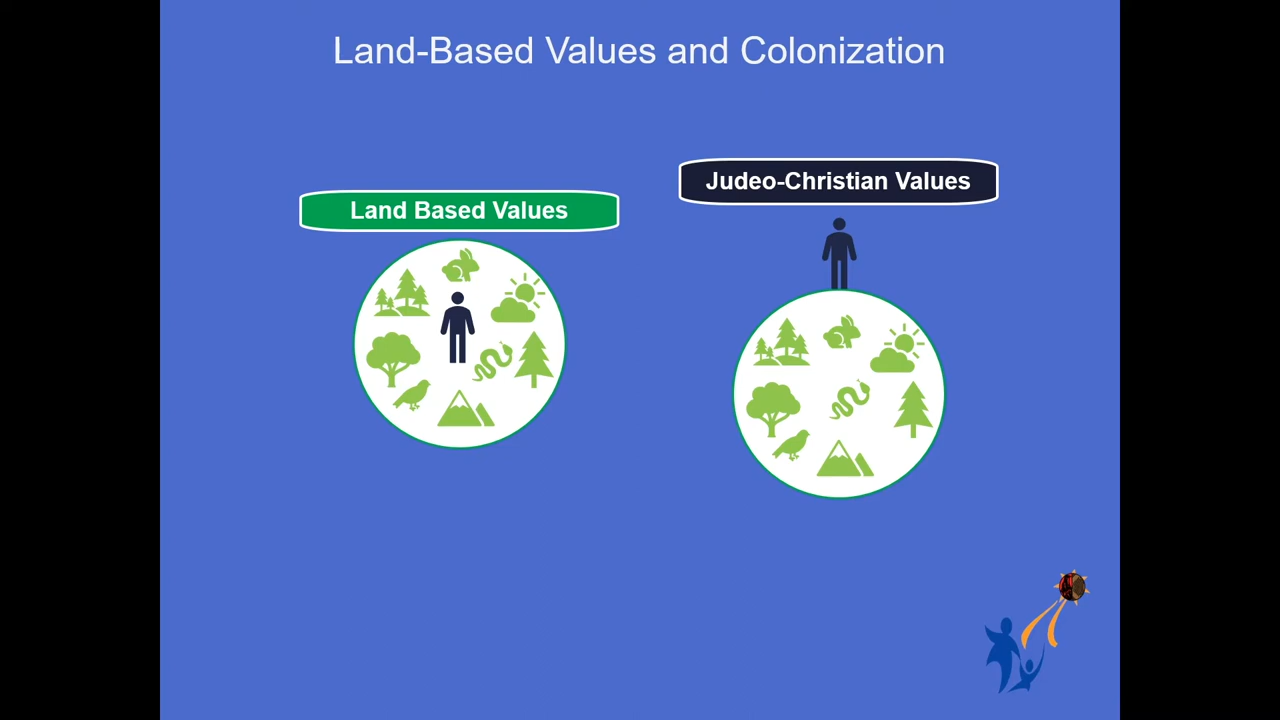 Land-Based Values and Colonization
Land Based Values
Judeo-Christian Values